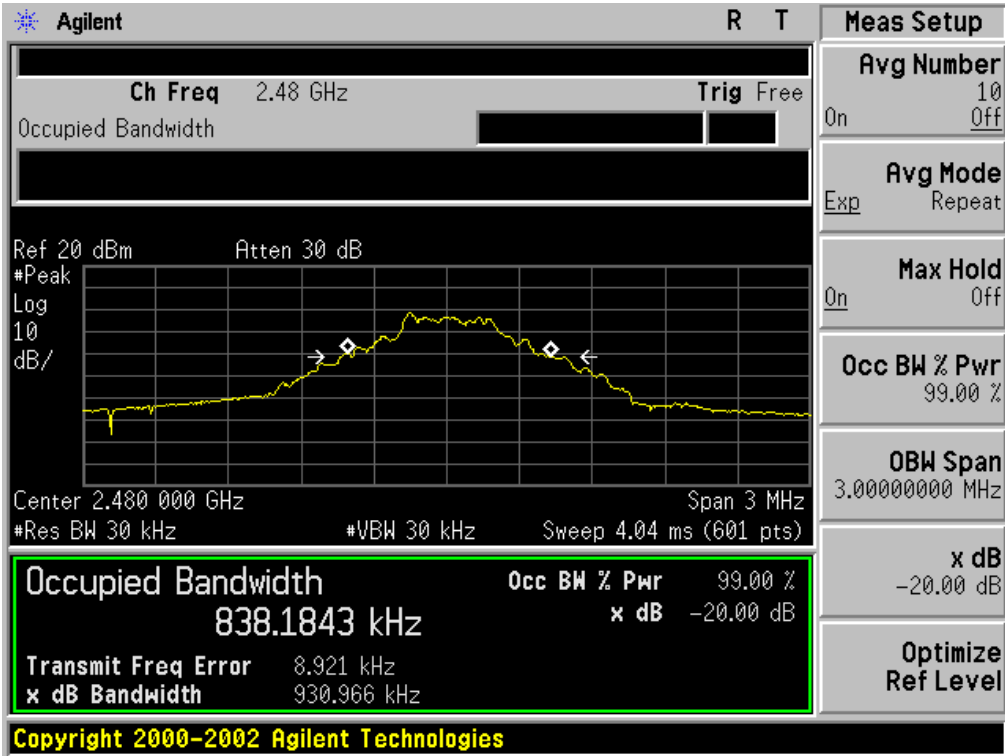 Agilent R T
Ch Freq 2.48 GHz Trig Free
Occupied Bandwidth
Ref 20 dBm Atten 30 dB
#Peak
Log
10
dB/
Center 2.480 000 GHz Span 3 MHz
#Res BW 30 kHz #VBW 30 kHz Sweep 4.04 ms (601 pts)
Occupied Bandwidth Occ BW % Pwr 99.00 %
838.1843 kHz x dB -20.00 dB
Transmit Freq Error 8.921 kHz
x dB Bandwidth 930.966 kHz
Copyright 2000-2002 Agilent Technologies
Meas Setup
Avg Number
10
On Off
Avg Mode
Exp Repeat
Max Hold
On Off
Occ BW % Pwr
99.00 %
OBW Span
3.00000000 MHz
x dB
-20.00 dB
Optimize
Ref Level